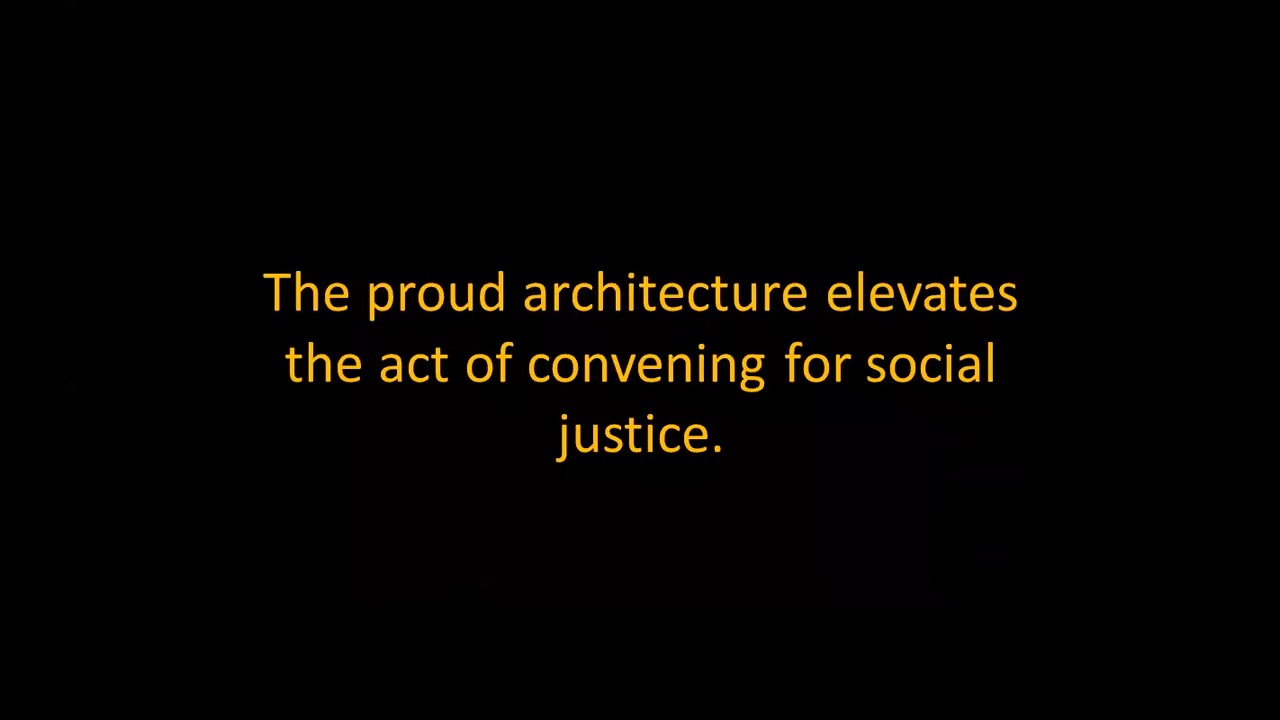 The proud architecture elevates
the act of convening for social
justice.